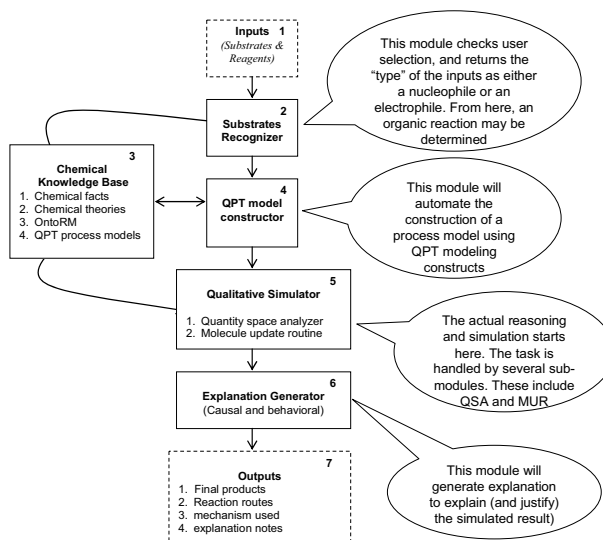 Inputs 1
(Substrates &
Reagents)
This module checks user
selection, and returns the
“type” of the inputs as either
a nucleophile or an
electrophile. From here, an
organic reaction may be
determined
2
Substrates
Recognizer
3
Chemical
Knowledge Base
1. Chemical facts
2. Chemical theories
3. OntoRM
4. QPT process models
4
QPT model
constructor
This module will
automate the
construction of a
process model using
QPT modeling
constructs
5
Qualitative Simulator
1. Quantity space analyzer
2. Molecule update routine
The actual reasoning
and simulation starts
here. The task is
handled by several sub-
modules. These include
QSA and MUR
6
Explanation Generator
(Causal and behavioral)
7
Outputs
1. Final products
2. Reaction routes
3. mechanism used
4. explanation notes
This module will
generate explanation
to explain (and justify)
the simulated result)